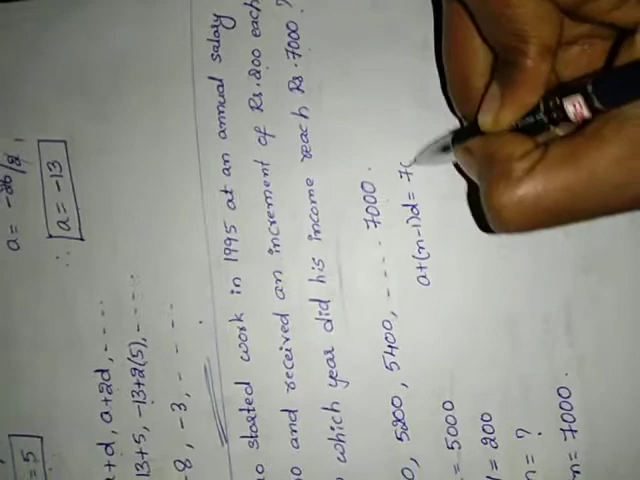 a = -26/2,
∴ a = -13
= 5
+d, a+2d, - - - -
13+5, -13+2(5), - - - -
-8, -3, - - - -
started work in 1995 at an annual salary
and received an increment of Rs.200 each
which year did his income reach Rs.7000?
0, 5200, 5400, - - - - 7000.
a+(n-1)d = 70
= 5000
d = 200
n = ?
n = 7000.